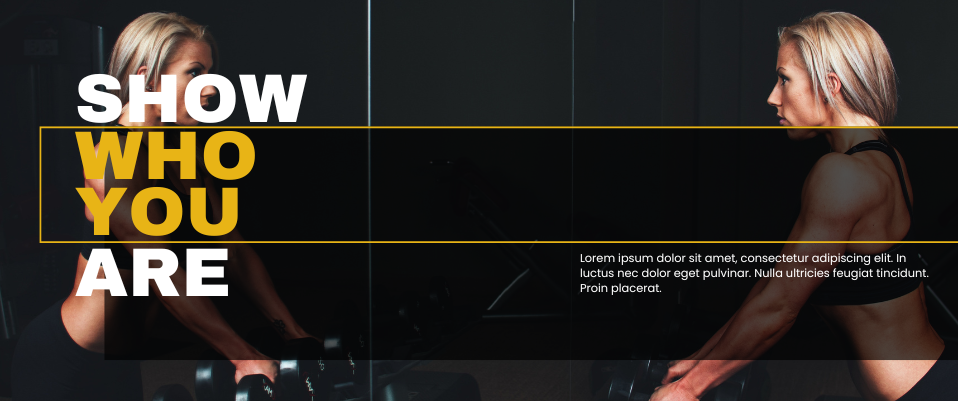 SHOW
WHO
YOU
ARE
Lorem ipsum dolor sit amet, consectetur adipiscing elit. In
luctus nec dolor eget pulvinar. Nulla ultricies feugiat tincidunt.
Proin placerat.